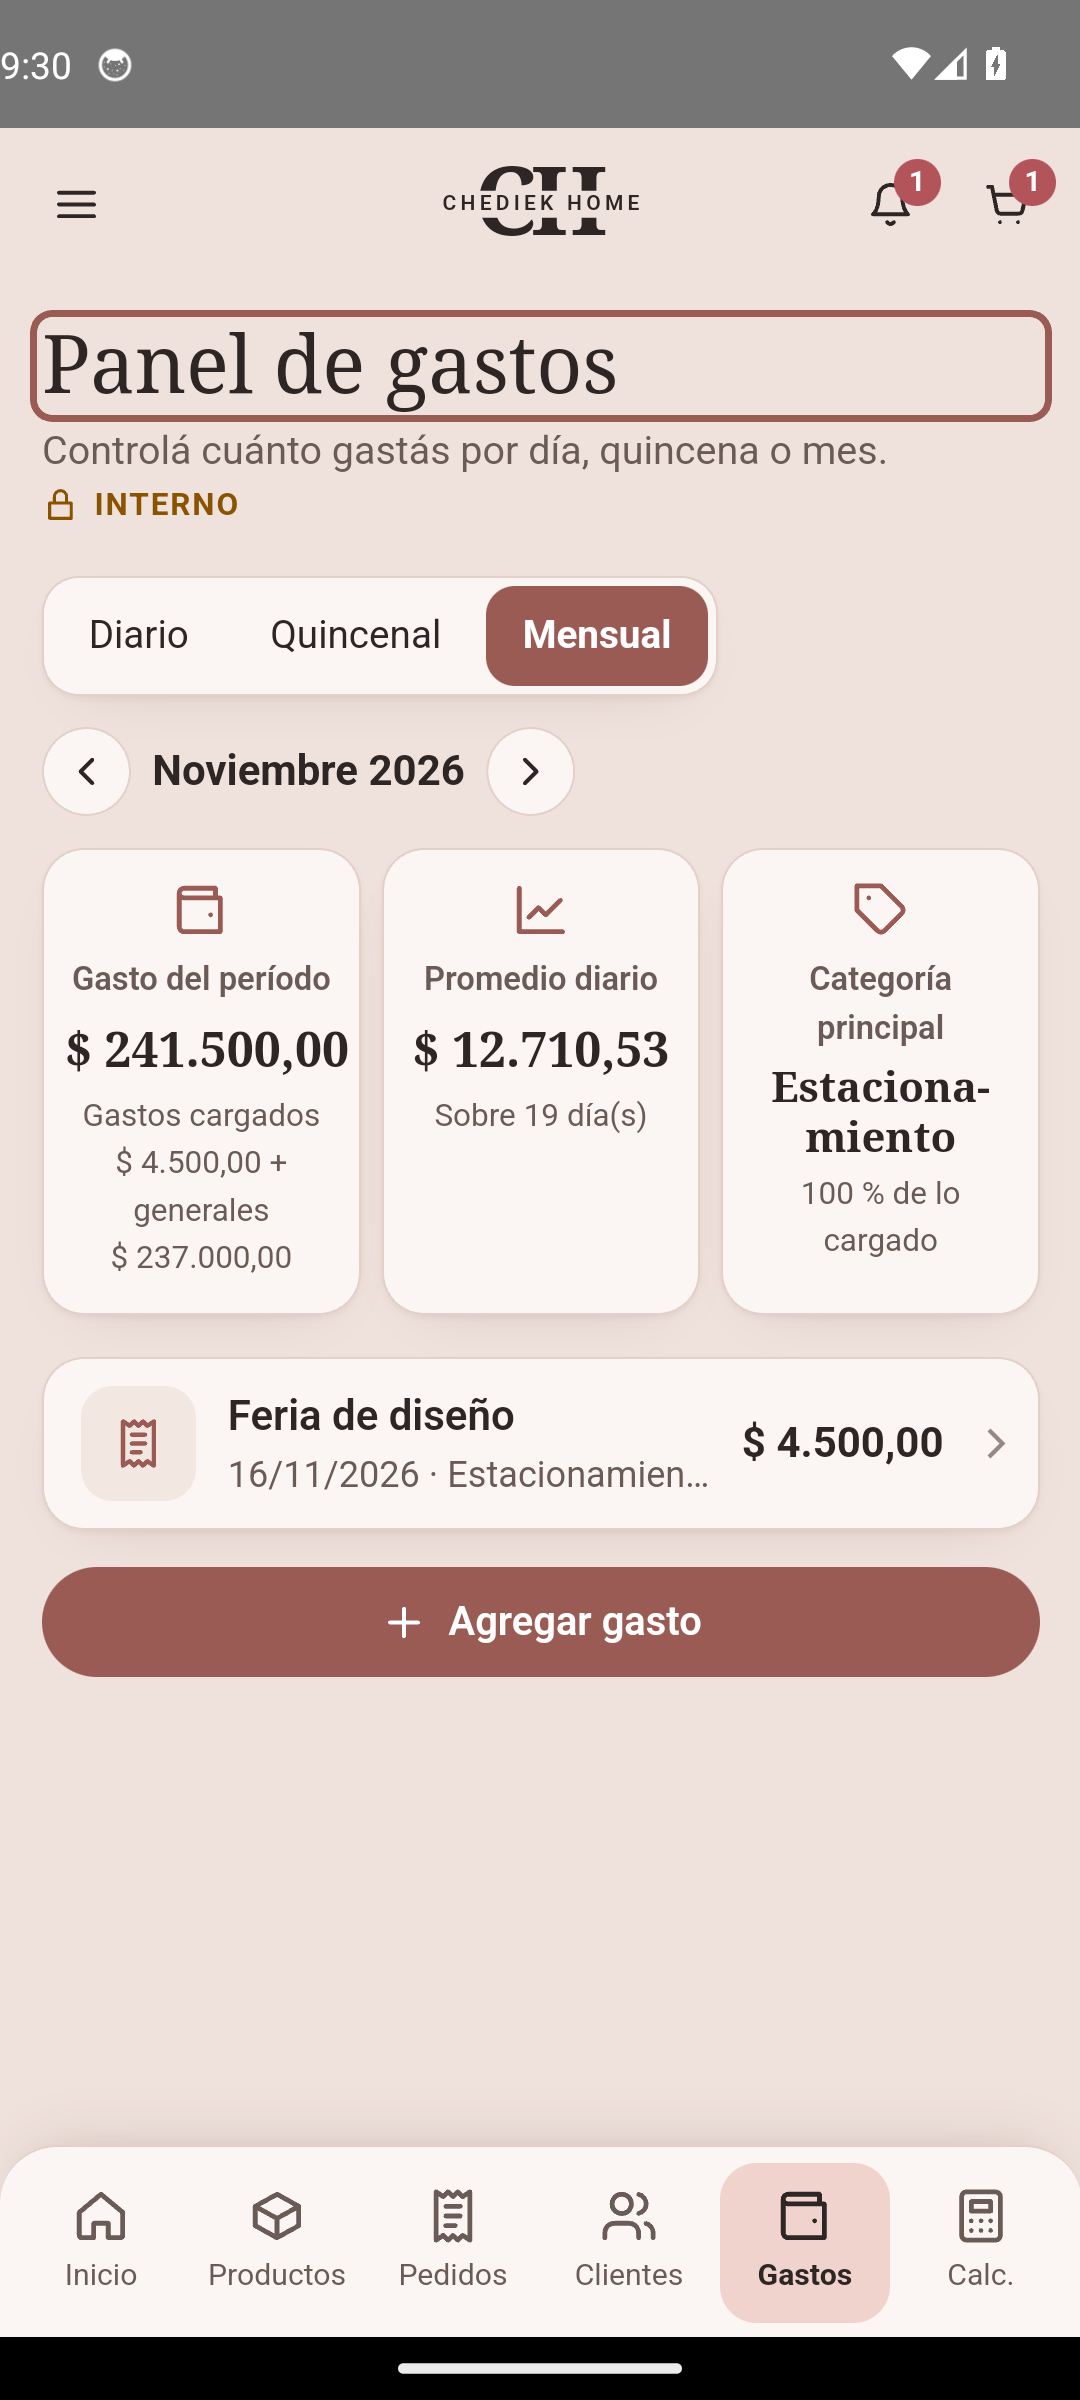 9:30
CH
CHEDIEK HOME
1
1
Panel de gastos
Controlá cuánto gastás por día, quincena o mes.
INTERNO
Diario
Quincenal
Mensual
Noviembre 2026
Gasto del período
$ 241.500,00
Gastos cargados
$ 4.500,00 +
generales
$ 237.000,00
Promedio diario
$ 12.710,53
Sobre 19 día(s)
Categoría
principal
Estaciona-
miento
100 % de lo
cargado
Feria de diseño
16/11/2026 · Estacionamien…
$ 4.500,00
Agregar gasto
Inicio
Productos
Pedidos
Clientes
Gastos
Calc.